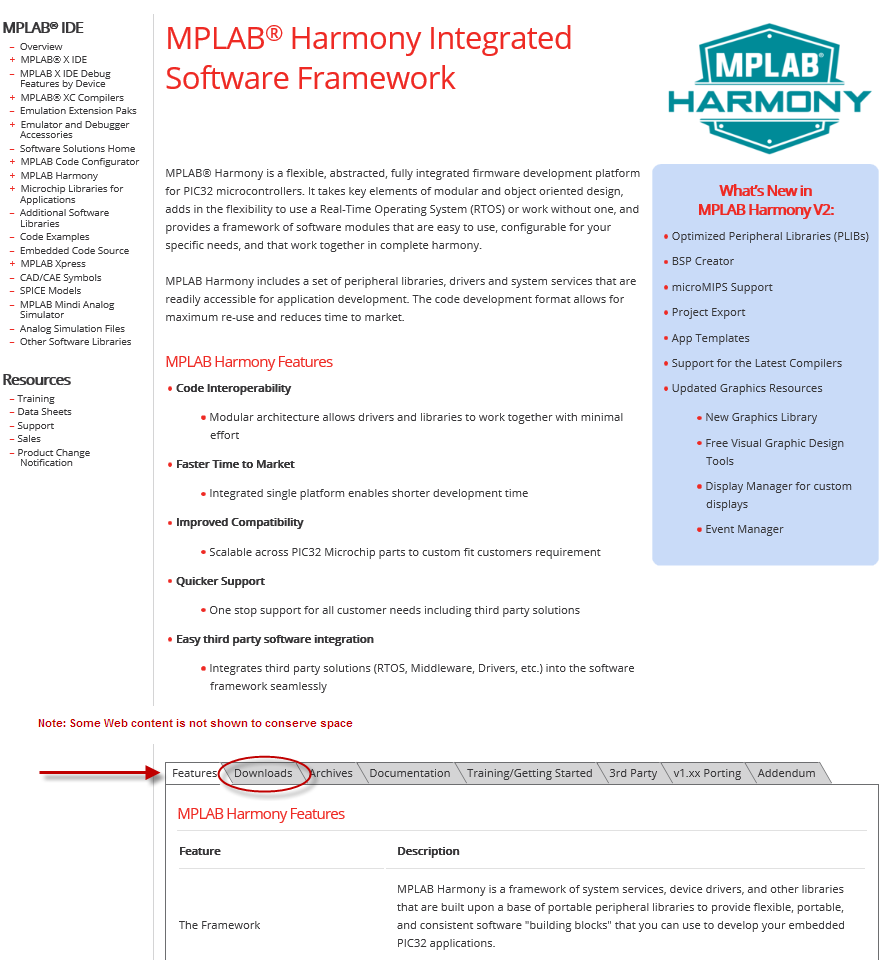 MPLAB® IDE
– Overview
+ MPLAB® X IDE
– MPLAB X IDE Debug
Features by Device
+ MPLAB® XC Compilers
– Emulation Extension Paks
+ Emulator and Debugger
Accessories
– Software Solutions Home
+ MPLAB Code Configurator
+ MPLAB Harmony
+ Microchip Libraries for
Applications
– Additional Software
Libraries
– Code Examples
– Embedded Code Source
+ MPLAB Xpress
– CAD/CAE Symbols
– SPICE Models
– MPLAB Mindi Analog
Simulator
– Analog Simulation Files
– Other Software Libraries
Resources
– Training
– Data Sheets
– Support
– Sales
– Product Change
Notification
MPLAB® Harmony Integrated
Software Framework
MPLAB®
HARMONY
MPLAB® Harmony is a flexible, abstracted, fully integrated firmware development platform
for PIC32 microcontrollers. It takes key elements of modular and object oriented design,
adds in the flexibility to use a Real-Time Operating System (RTOS) or work without one, and
provides a framework of software modules that are easy to use, configurable for your
specific needs, and that work together in complete harmony.
MPLAB Harmony includes a set of peripheral libraries, drivers and system services that are
readily accessible for application development. The code development format allows for
maximum re-use and reduces time to market.
MPLAB Harmony Features
• Code Interoperability
• Modular architecture allows drivers and libraries to work together with minimal
effort
• Faster Time to Market
• Integrated single platform enables shorter development time
• Improved Compatibility
• Scalable across PIC32 Microchip parts to custom fit customers requirement
• Quicker Support
• One stop support for all customer needs including third party solutions
• Easy third party software integration
• Integrates third party solutions (RTOS, Middleware, Drivers, etc.) into the software
framework seamlessly
What's New in
MPLAB Harmony V2:
• Optimized Peripheral Libraries (PLIBs)
• BSP Creator
• microMIPS Support
• Project Export
• App Templates
• Support for the Latest Compilers
• Updated Graphics Resources
• New Graphics Library
• Free Visual Graphic Design
Tools
• Display Manager for custom
displays
• Event Manager
Note: Some Web content is not shown to conserve space
Features Downloads Archives Documentation Training/Getting Started 3rd Party v1.xx Porting Addendum
MPLAB Harmony Features
Feature Description
The Framework
MPLAB Harmony is a framework of system services, device drivers, and other libraries
that are built upon a base of portable peripheral libraries to provide flexible, portable,
and consistent software "building blocks" that you can use to develop your embedded
PIC32 applications.